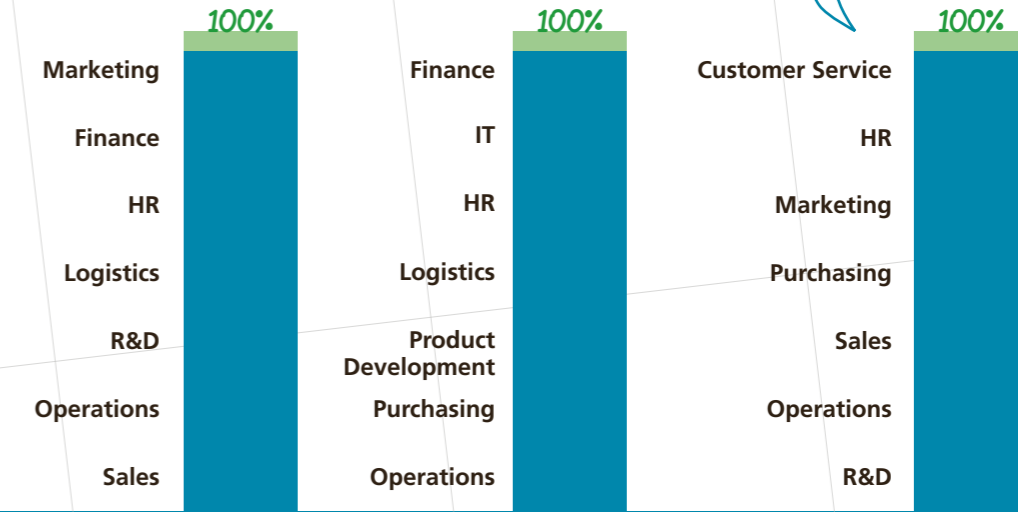 100%
Marketing
Finance
HR
Logistics
R&D
Operations
Sales
100%
Finance
IT
HR
Logistics
Product
Development
Purchasing
Operations
100%
Customer Service
HR
Marketing
Purchasing
Sales
Operations
R&D